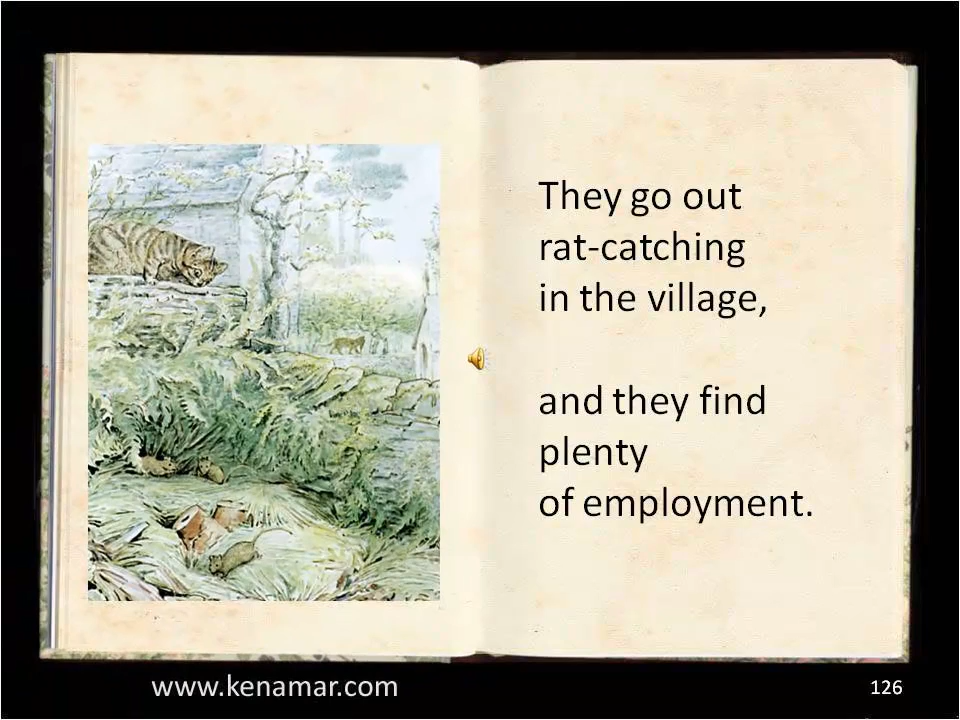 They go out
rat-catching
in the village,
and they find
plenty
of employment.
www.kenamar.com
126